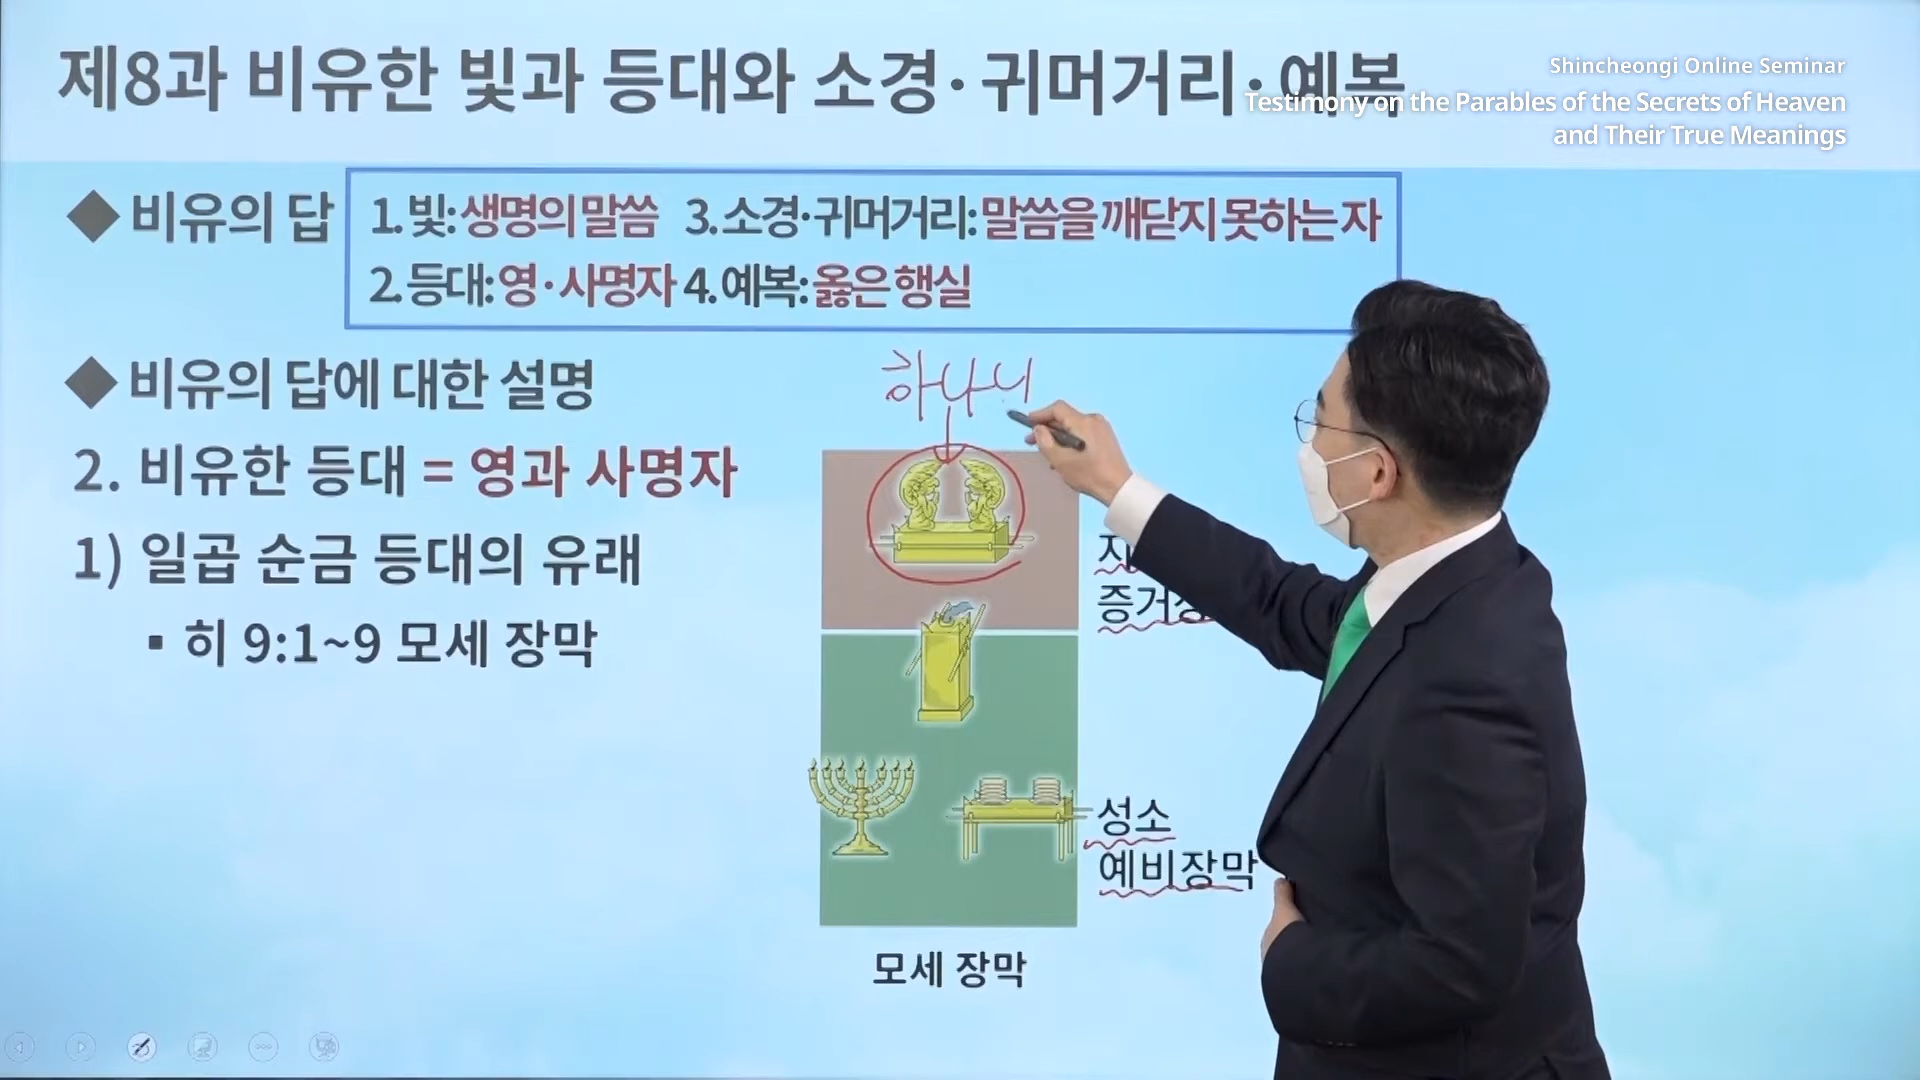 제8과 비유한 빛과 등대와 소경·귀머거리·예복
Shincheongi Online Seminar
Testimony on the Parables of the Secrets of Heaven
and Their True Meanings
◆ 비유의 답
1. 빛: 생명의 말씀 3. 소경·귀머거리: 말씀을 깨닫지 못하는 자
2. 등대: 영·사명자 4. 예복: 옳은 행실
◆ 비유의 답에 대한 설명
하나니
2. 비유한 등대 = 영과 사명자
1) 일곱 순금 등대의 유래
▪ 히 9:1~9 모세 장막
증거장
성소
예비장막
모세 장막